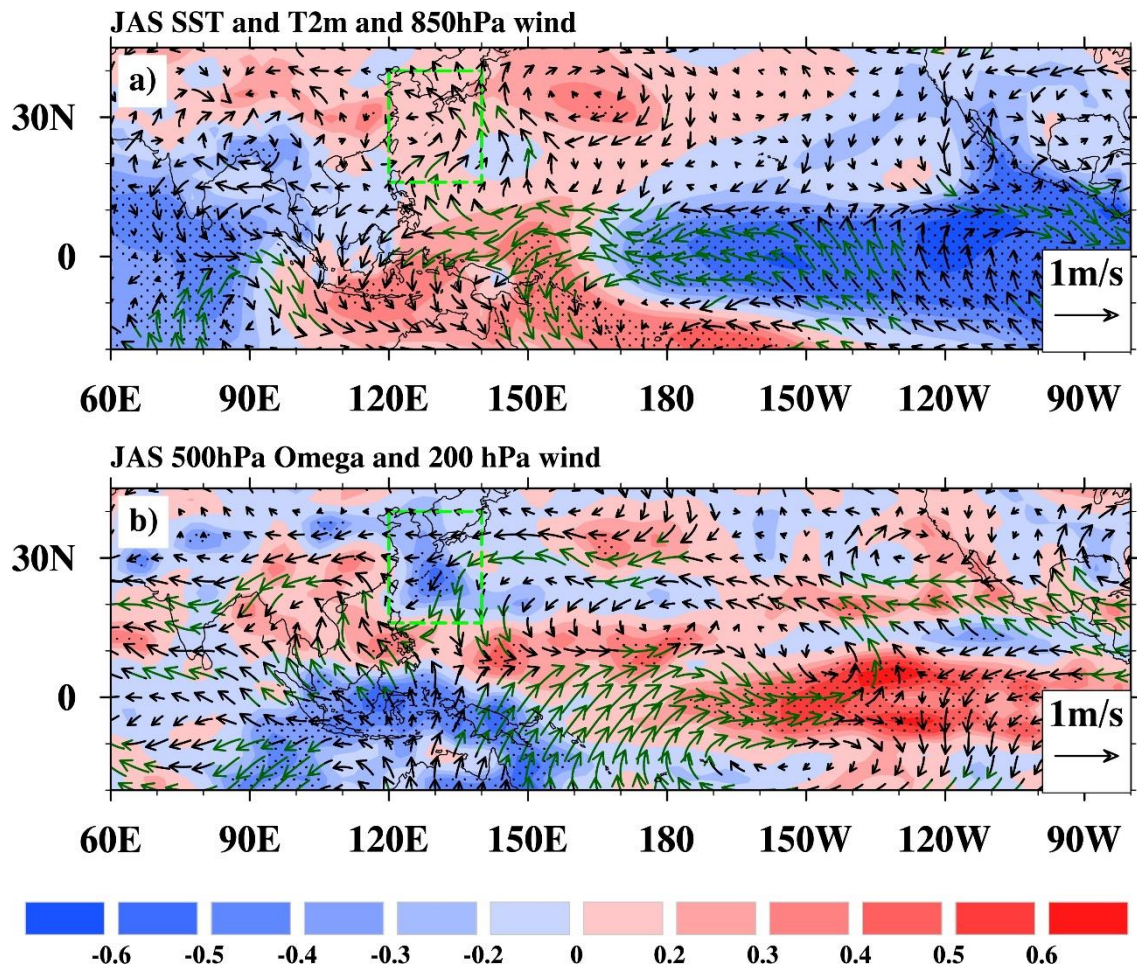 JAS SST and T2m and 850hPa wind
a)
30N
0
1m/s
60E 90E 120E 150E 180 150W 120W 90W
JAS 500hPa Omega and 200 hPa wind
b)
30N
0
1m/s
60E 90E 120E 150E 180 150W 120W 90W
-0.6 -0.5 -0.4 -0.3 -0.2 0 0.2 0.3 0.4 0.5 0.6